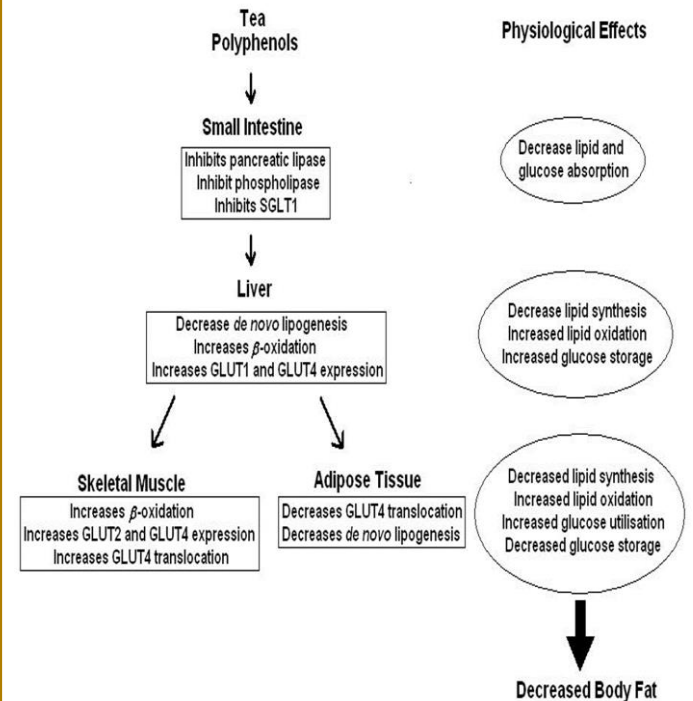 Tea
Polyphenols
Physiological Effects
Small Intestine
Inhibits pancreatic lipase
Inhibit phospholipase
Inhibits SGLT1
Decrease lipid and
glucose absorption
Liver
Decrease de novo lipogenesis
Increases β-oxidation
Increases GLUT1 and GLUT4 expression
Decrease lipid synthesis
Increased lipid oxidation
Increased glucose storage
Skeletal Muscle
Increases β-oxidation
Increases GLUT2 and GLUT4 expression
Increases GLUT4 translocation
Adipose Tissue
Decreases GLUT4 translocation
Decreases de novo lipogenesis
Decreased lipid synthesis
Increased lipid oxidation
Increased glucose utilisation
Decreased glucose storage
Decreased Body Fat